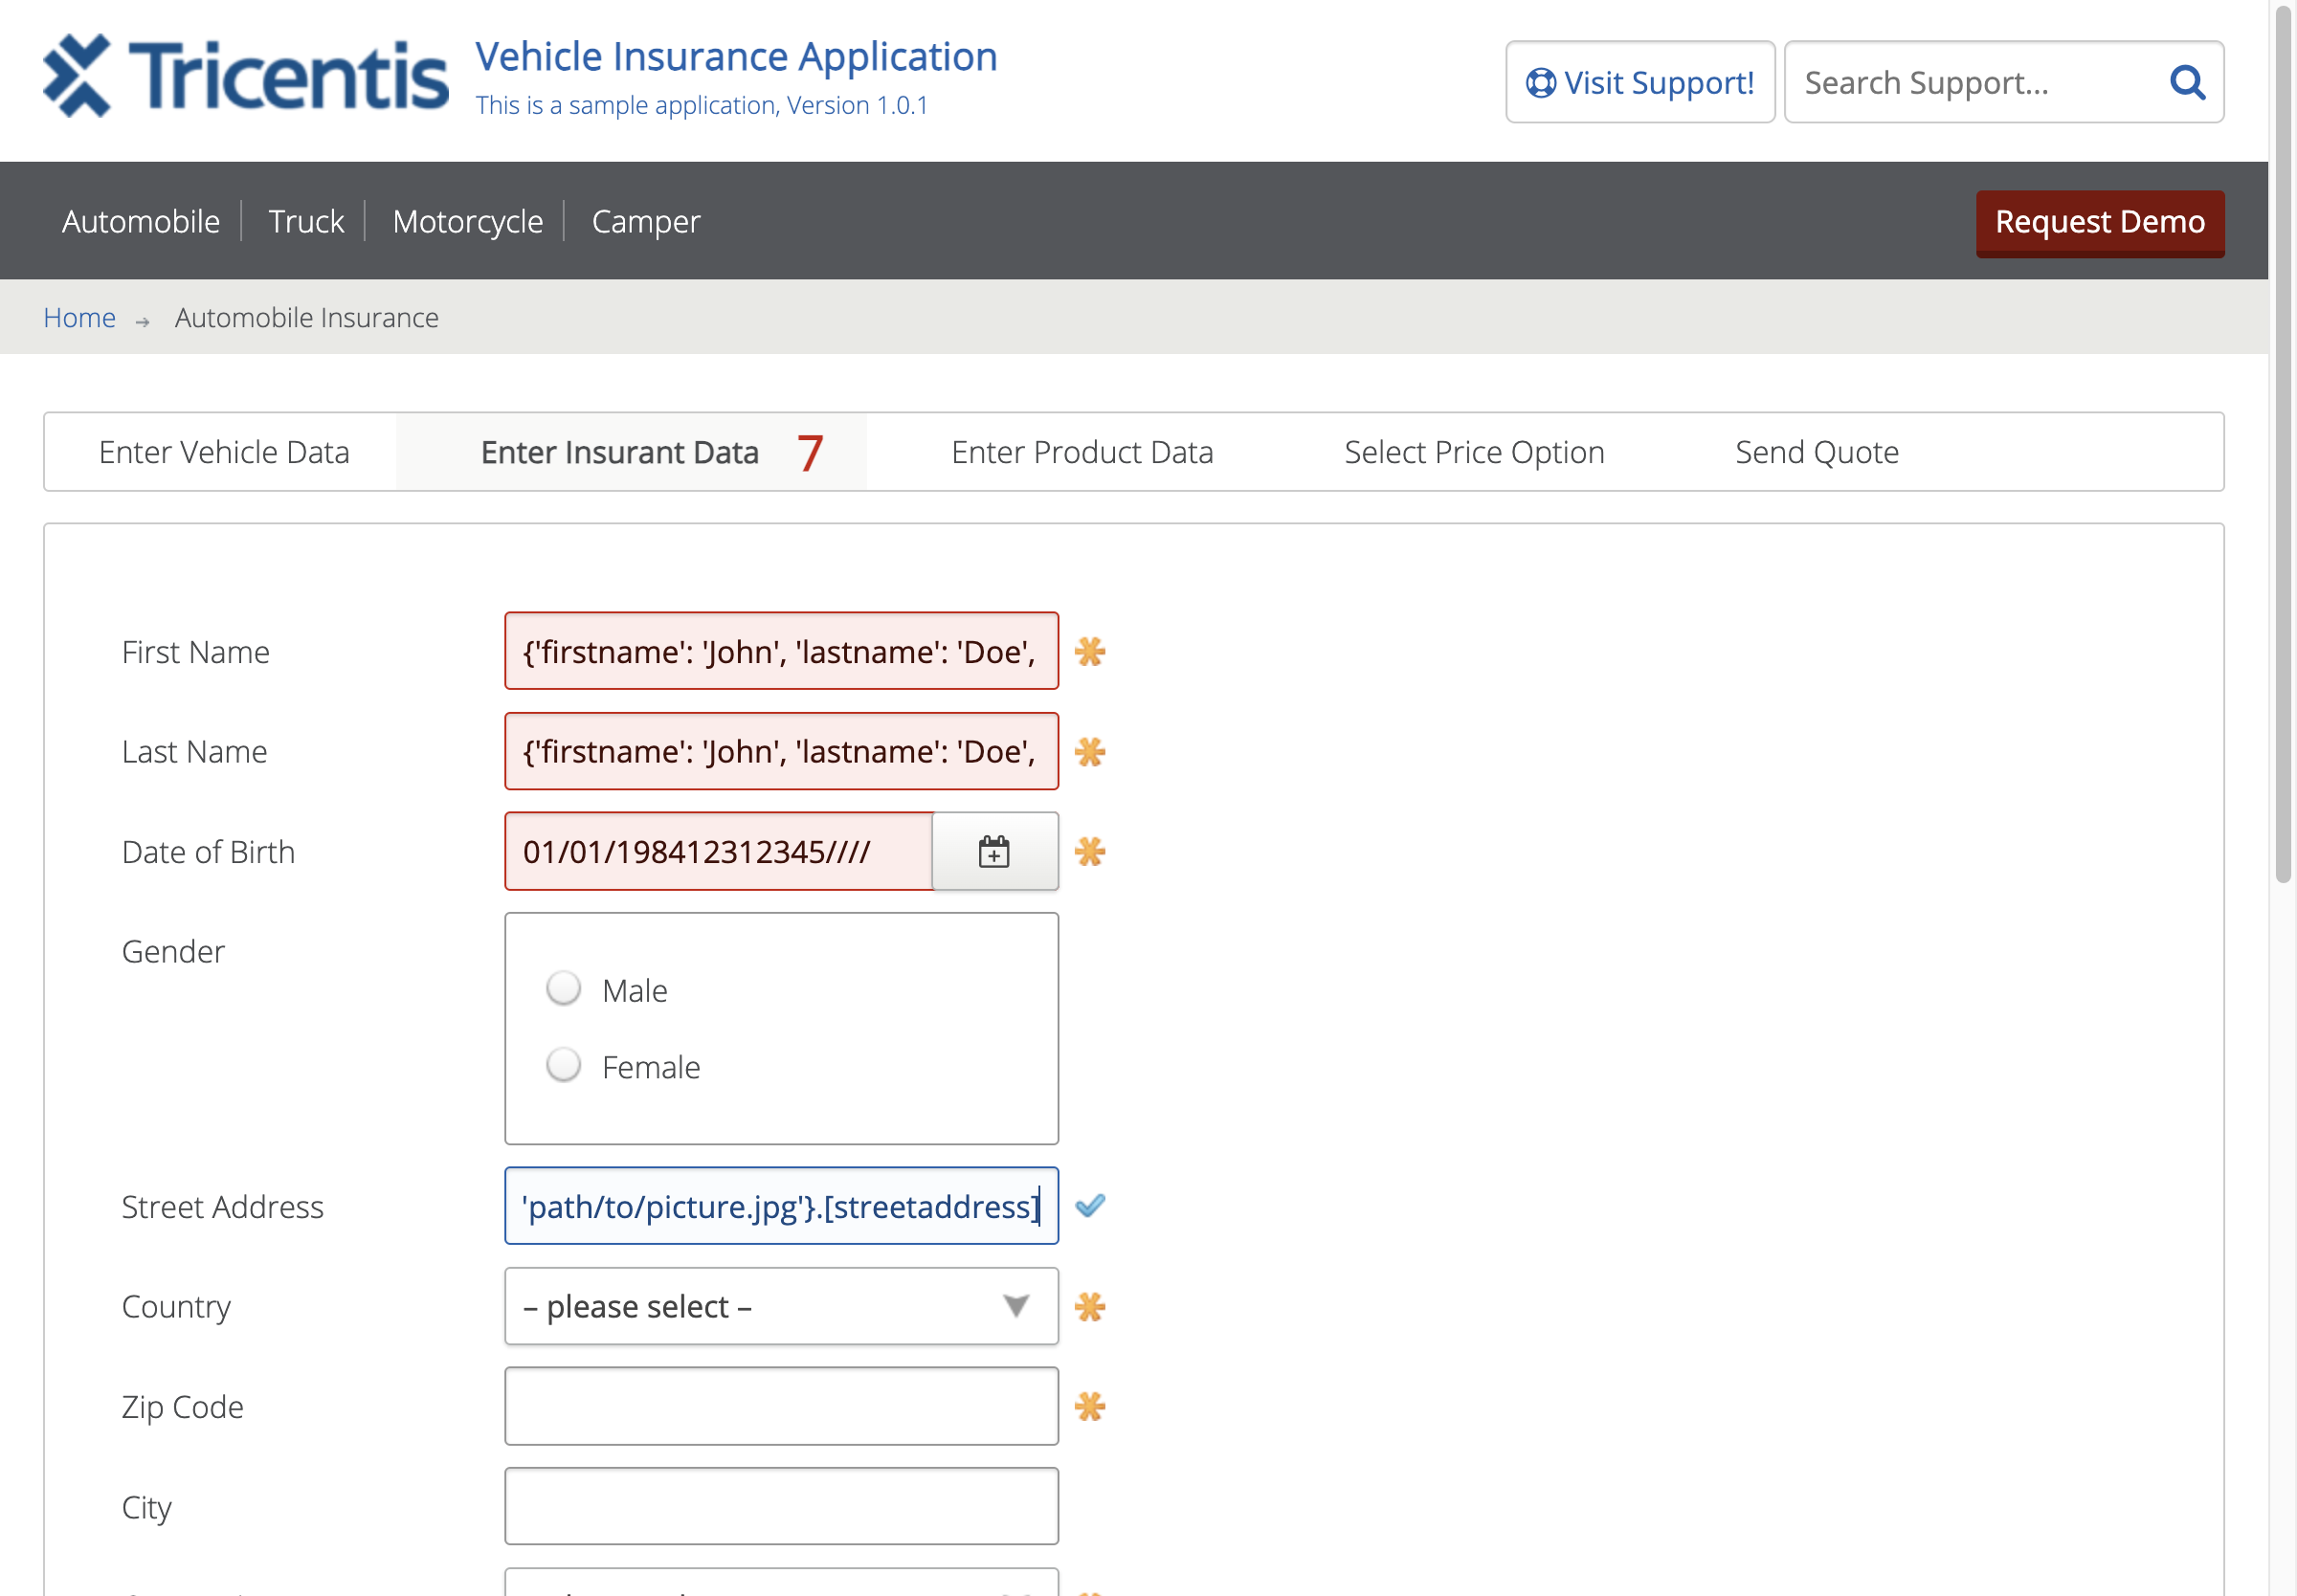 Tricentis
Vehicle Insurance Application
This is a sample application, Version 1.0.1
Visit Support!
Search Support...
Automobile
Truck
Motorcycle
Camper
Request Demo
Home
Automobile Insurance
Enter Vehicle Data
Enter Insurant Data 7
Enter Product Data
Select Price Option
Send Quote
First Name
{'firstname': 'John', 'lastname': 'Doe',
Last Name
{'firstname': 'John', 'lastname': 'Doe',
Date of Birth
01/01/198412312345////
Gender
Male
Female
Street Address
'path/to/picture.jpg'}.[streetaddress]
Country
– please select –
Zip Code
City